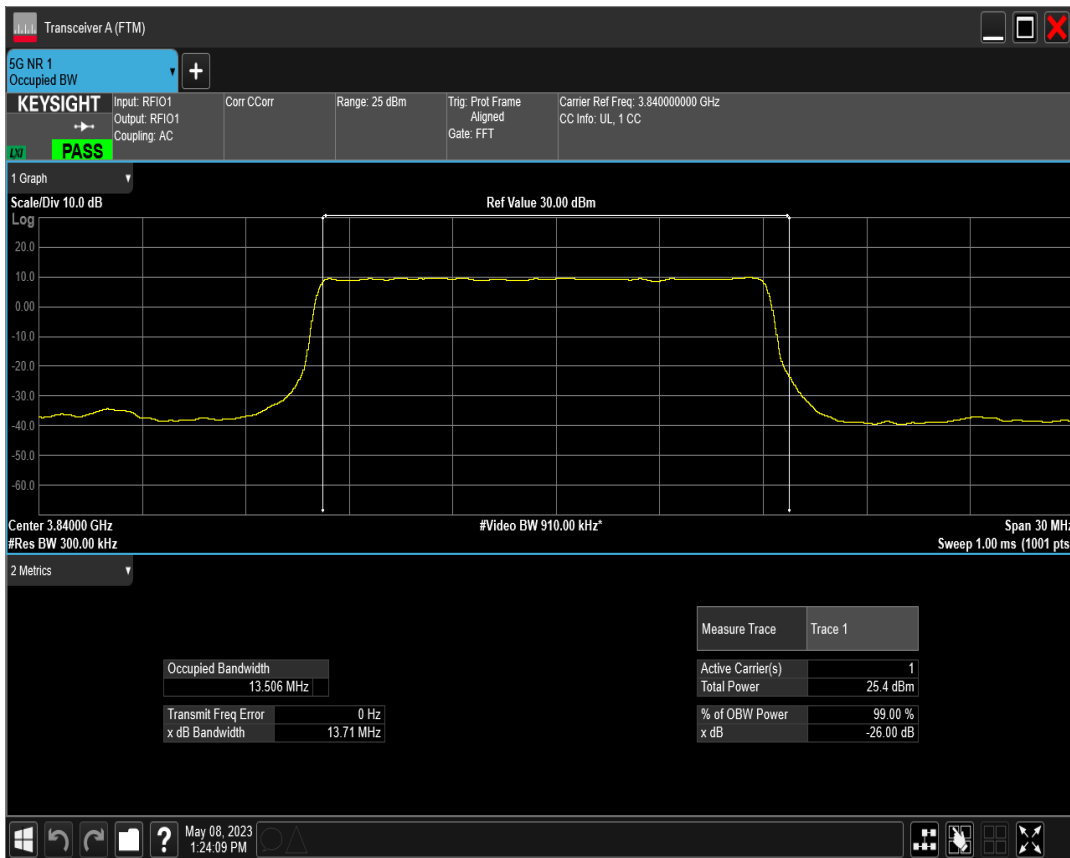 Transceiver A (FTM)
5G NR 1
Occupied BW
+
KEYSIGHT
LXI
PASS
Input: RFIO1
Output: RFIO1
Coupling: AC
Corr CCorr
Range: 25 dBm
Trig: Prot Frame
Aligned
Gate: FFT
Carrier Ref Freq: 3.840000000 GHz
CC Info: UL, 1 CC
1 Graph
Scale/Div 10.0 dB
Ref Value 30.00 dBm
Log
20.0
10.0
0.00
-10.0
-20.0
-30.0
-40.0
-50.0
-60.0
Center 3.84000 GHz
#Video BW 910.00 kHz*
Span 30 MHz
#Res BW 300.00 kHz
Sweep 1.00 ms (1001 pts
2 Metrics
Measure Trace Trace 1
Occupied Bandwidth
13.506 MHz
Active Carrier(s) 1
Total Power 25.4 dBm
Transmit Freq Error 0 Hz
x dB Bandwidth 13.71 MHz
% of OBW Power 99.00 %
x dB -26.00 dB
?
May 08, 2023
1:24:09 PM